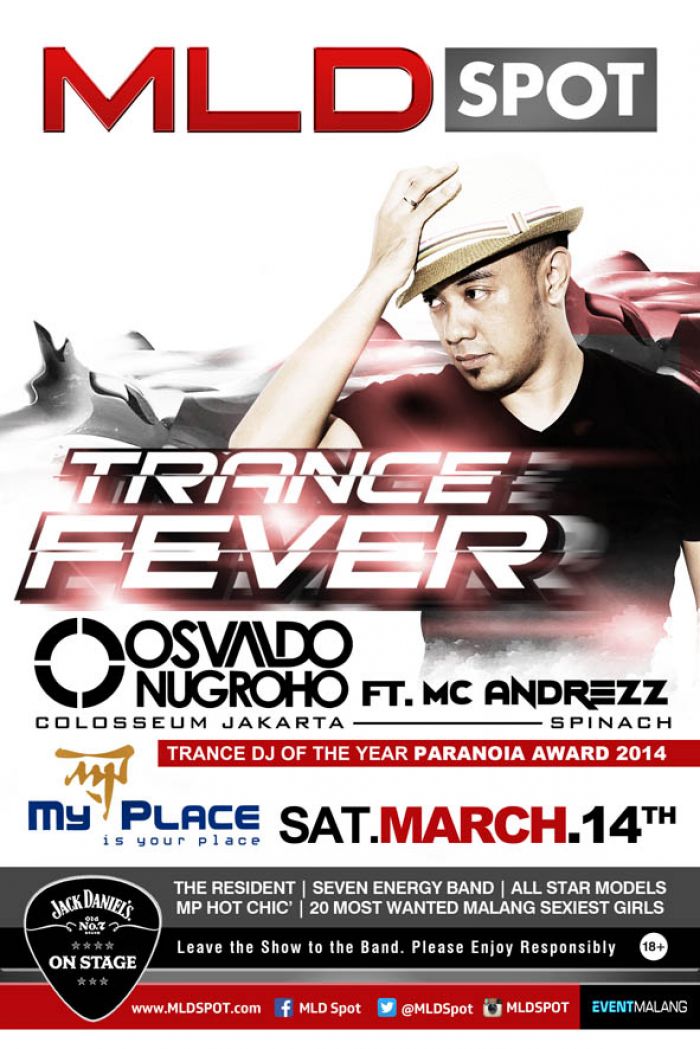 MLD SPOT
TRANCE
FEVER
OSVALDO
NUGROHO FT. MC ANDREZZ
COLOSSEUM JAKARTA SPINACH
TRANCE DJ OF THE YEAR PARANOIA AWARD 2014
mp
My PLACE
is your place
SAT.MARCH.14TH
JACK DANIEL'S
Old
No.7
BRAND
ON STAGE
THE RESIDENT | SEVEN ENERGY BAND | ALL STAR MODELS
MP HOT CHIC' | 20 MOST WANTED MALANG SEXIEST GIRLS
Leave the Show to the Band. Please Enjoy Responsibly 18+
www.MLDSPOT.com f MLD Spot @MLDSpot MLDSPOT EVENTMALANG